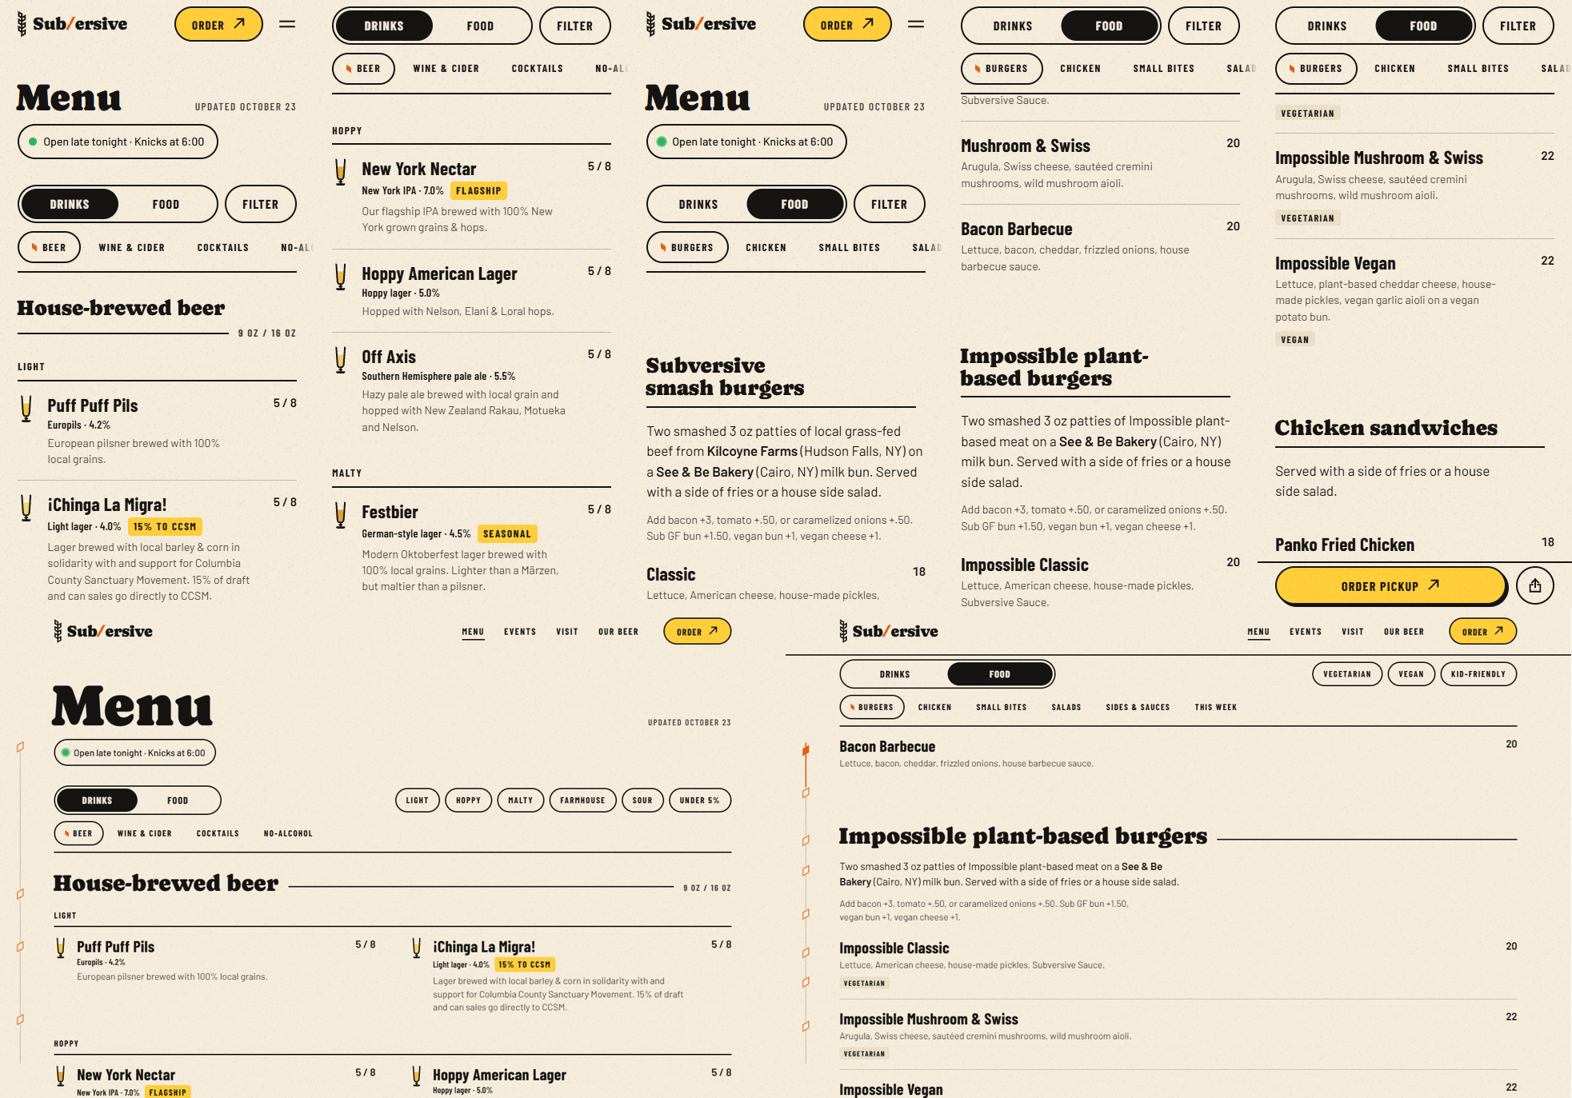 Sub/ersive
ORDER
Menu
UPDATED OCTOBER 23
Open late tonight · Knicks at 6:00
DRINKS
FOOD
FILTER
BEER
WINE & CIDER
COCKTAILS
NO-AL
House-brewed beer
9 OZ / 16 OZ
LIGHT
Puff Puff Pils
5 / 8
Europils · 4.2%
European pilsner brewed with 100%
local grains.
¡Chinga La Migra!
5 / 8
Light lager · 4.0%
15% TO CCSM
Lager brewed with local barley & corn in
solidarity with and support for Columbia
County Sanctuary Movement. 15% of draft
and can sales go directly to CCSM.
DRINKS
FOOD
FILTER
BEER
WINE & CIDER
COCKTAILS
NO-AL
HOPPY
New York Nectar
5 / 8
New York IPA · 7.0%
FLAGSHIP
Our flagship IPA brewed with 100% New
York grown grains & hops.
Hoppy American Lager
5 / 8
Hoppy lager · 5.0%
Hopped with Nelson, Elani & Loral hops.
Off Axis
5 / 8
Southern Hemisphere pale ale · 5.5%
Hazy pale ale brewed with local grain and
hopped with New Zealand Rakau, Motueka
and Nelson.
MALTY
Festbier
5 / 8
German-style lager · 4.5%
SEASONAL
Modern Oktoberfest lager brewed with
100% local grains. Lighter than a Märzen,
but maltier than a pilsner.
Sub/ersive
ORDER
Menu
UPDATED OCTOBER 23
Open late tonight · Knicks at 6:00
DRINKS
FOOD
FILTER
BURGERS
CHICKEN
SMALL BITES
SALAD
Subversive
smash burgers
Two smashed 3 oz patties of local grass-fed
beef from Kilcoyne Farms (Hudson Falls, NY) on
a See & Be Bakery (Cairo, NY) milk bun. Served
with a side of fries or a house side salad.
Add bacon +3, tomato +.50, or caramelized onions +.50.
Sub GF bun +1.50, vegan bun +1, vegan cheese +1.
Classic
18
Lettuce, American cheese, house-made pickles,
DRINKS
FOOD
FILTER
BURGERS
CHICKEN
SMALL BITES
SALAD
Subversive Sauce.
Mushroom & Swiss
20
Arugula, Swiss cheese, sautéed cremini
mushrooms, wild mushroom aioli.
Bacon Barbecue
20
Lettuce, bacon, cheddar, frizzled onions, house
barbecue sauce.
Impossible plant-
based burgers
Two smashed 3 oz patties of Impossible plant-
based meat on a See & Be Bakery (Cairo, NY)
milk bun. Served with a side of fries or a house
side salad.
Add bacon +3, tomato +.50, or caramelized onions +.50.
Sub GF bun +1.50, vegan bun +1, vegan cheese +1.
Impossible Classic
20
Lettuce, American cheese, house-made pickles,
Subversive Sauce.
DRINKS
FOOD
FILTER
BURGERS
CHICKEN
SMALL BITES
SALAD
VEGETARIAN
Impossible Mushroom & Swiss
22
Arugula, Swiss cheese, sautéed cremini
mushrooms, wild mushroom aioli.
VEGETARIAN
Impossible Vegan
22
Lettuce, plant-based cheddar cheese, house-
made pickles, vegan garlic aioli on a vegan
potato bun.
VEGAN
Chicken sandwiches
Served with a side of fries or a house
side salad.
Panko Fried Chicken
18
ORDER PICKUP
Sub/ersive
MENU
EVENTS
VISIT
OUR BEER
ORDER
Menu
UPDATED OCTOBER 23
Open late tonight · Knicks at 6:00
DRINKS
FOOD
LIGHT
HOPPY
MALTY
FARMHOUSE
SOUR
UNDER 5%
BEER
WINE & CIDER
COCKTAILS
NO-ALCOHOL
House-brewed beer
9 OZ / 16 OZ
LIGHT
Puff Puff Pils
5 / 8
Europils · 4.2%
European pilsner brewed with 100% local grains.
¡Chinga La Migra!
5 / 8
Light lager · 4.0%
15% TO CCSM
Lager brewed with local barley & corn in solidarity with and
support for Columbia County Sanctuary Movement. 15% of draft
and can sales go directly to CCSM.
HOPPY
New York Nectar
5 / 8
New York IPA · 7.0%
FLAGSHIP
Hoppy American Lager
5 / 8
Hoppy lager · 5.0%
Sub/ersive
MENU
EVENTS
VISIT
OUR BEER
ORDER
DRINKS
FOOD
VEGETARIAN
VEGAN
KID-FRIENDLY
BURGERS
CHICKEN
SMALL BITES
SALADS
SIDES & SAUCES
THIS WEEK
Bacon Barbecue
20
Lettuce, bacon, cheddar, frizzled onions, house barbecue sauce.
Impossible plant-based burgers
Two smashed 3 oz patties of Impossible plant-based meat on a See & Be
Bakery (Cairo, NY) milk bun. Served with a side of fries or a house side salad.
Add bacon +3, tomato +.50, or caramelized onions +.50. Sub GF bun +1.50,
vegan bun +1, vegan cheese +1.
Impossible Classic
20
Lettuce, American cheese, house-made pickles, Subversive Sauce.
VEGETARIAN
Impossible Mushroom & Swiss
22
Arugula, Swiss cheese, sautéed cremini mushrooms, wild mushroom aioli.
VEGETARIAN
Impossible Vegan
22